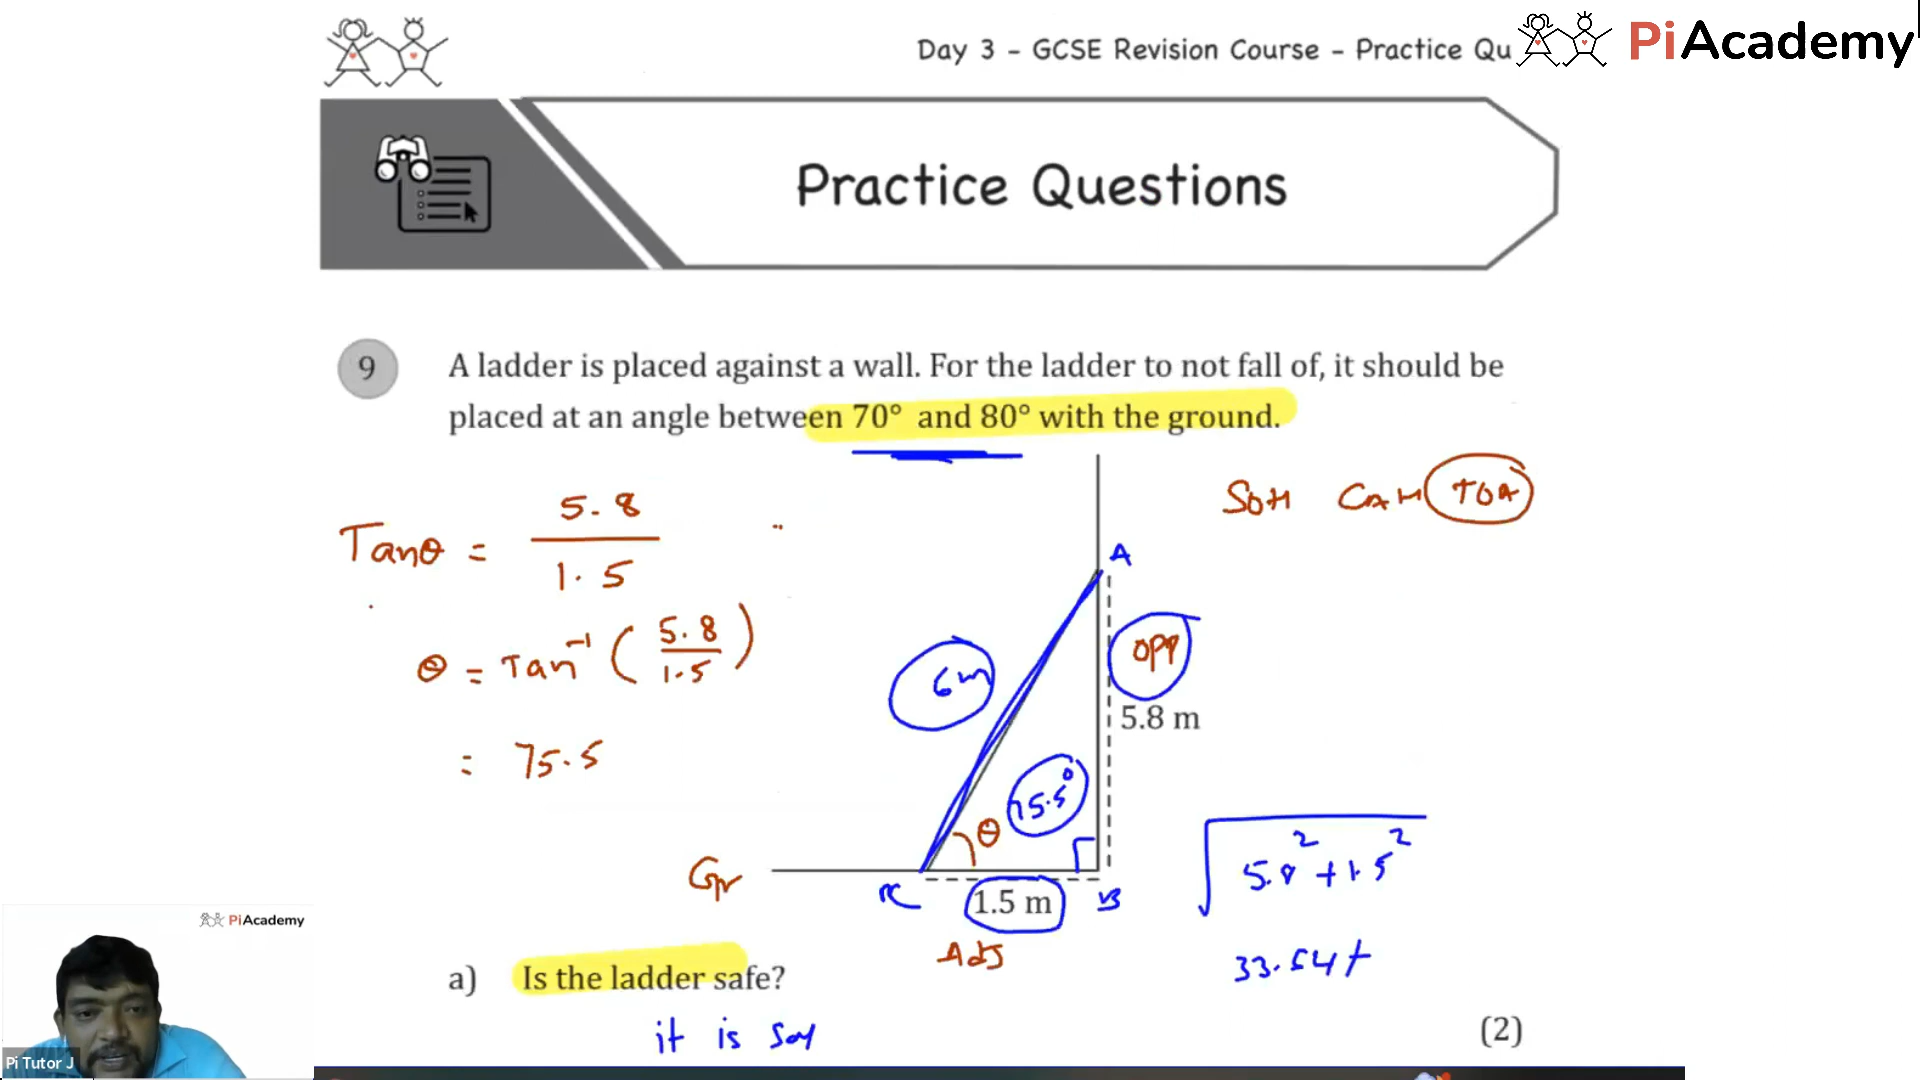 Day 3 – GCSE Revision Course – Practice Qu
PiAcademy
Practice Questions
9
A ladder is placed against a wall. For the ladder to not fall of, it should be
placed at an angle between 70° and 80° with the ground.
SOH CAH TOA
Tanθ = 5.8 / 1.5
A
θ = Tan⁻¹ (5.8 / 1.5)
6m
opp
5.8 m
= 75.5
75.5°
θ
√5.8² + 1.5²
Gr
C
1.5 m
B
Adj
33.64 +
PiAcademy
a) Is the ladder safe?
it is
(2)
Pi Tutor J